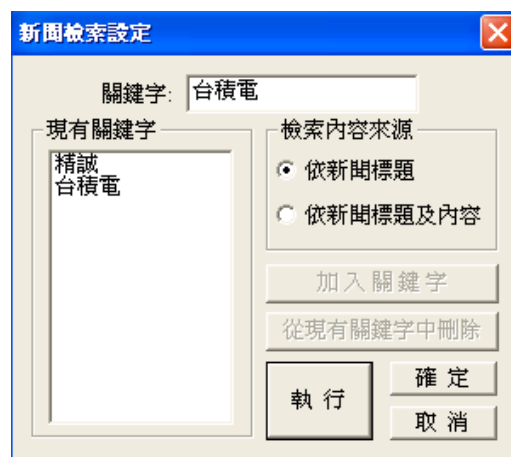 新聞檢索設定
關鍵字: 台積電
現有關鍵字
精誠
台積電
檢索內容來源
依新聞標題
依新聞標題及內容
加入關鍵字
從現有關鍵字中刪除
執行
確定
取消